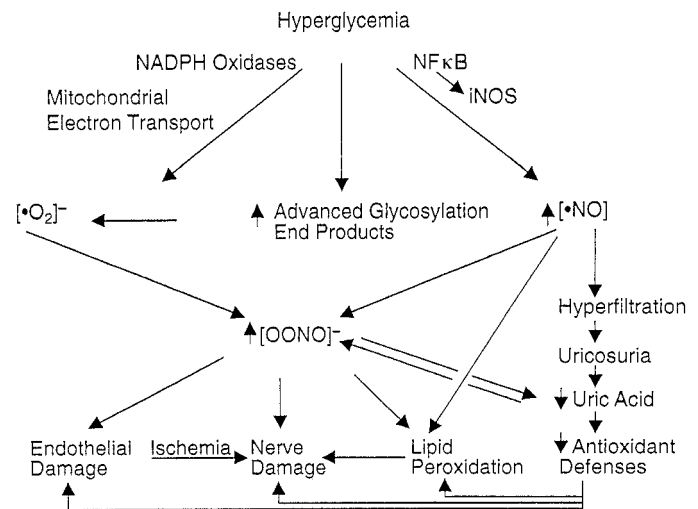 Hyperglycemia
NADPH Oxidases
NFκB
iNOS
Mitochondrial
Electron Transport
[•O₂]⁻
Advanced Glycosylation
End Products
[•NO]
Hyperfiltration
[OONO]⁻
Uricosuria
Uric Acid
Endothelial
Damage
Ischemia
Nerve
Damage
Lipid
Peroxidation
Antioxidant
Defenses